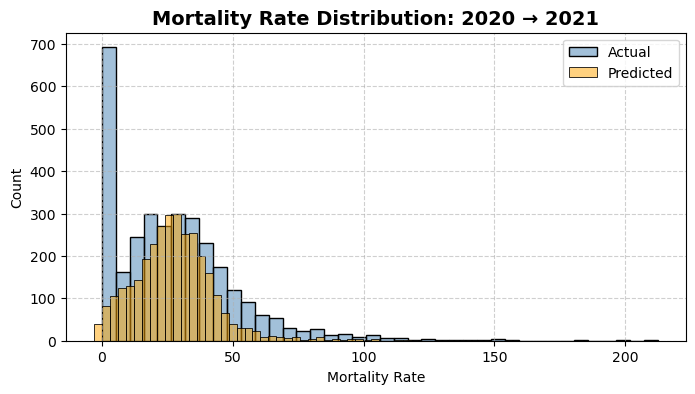 Mortality Rate Distribution: 2020 → 2021
Actual
Predicted
Count
700
600
500
400
300
200
100
0
0 50 100 150 200
Mortality Rate